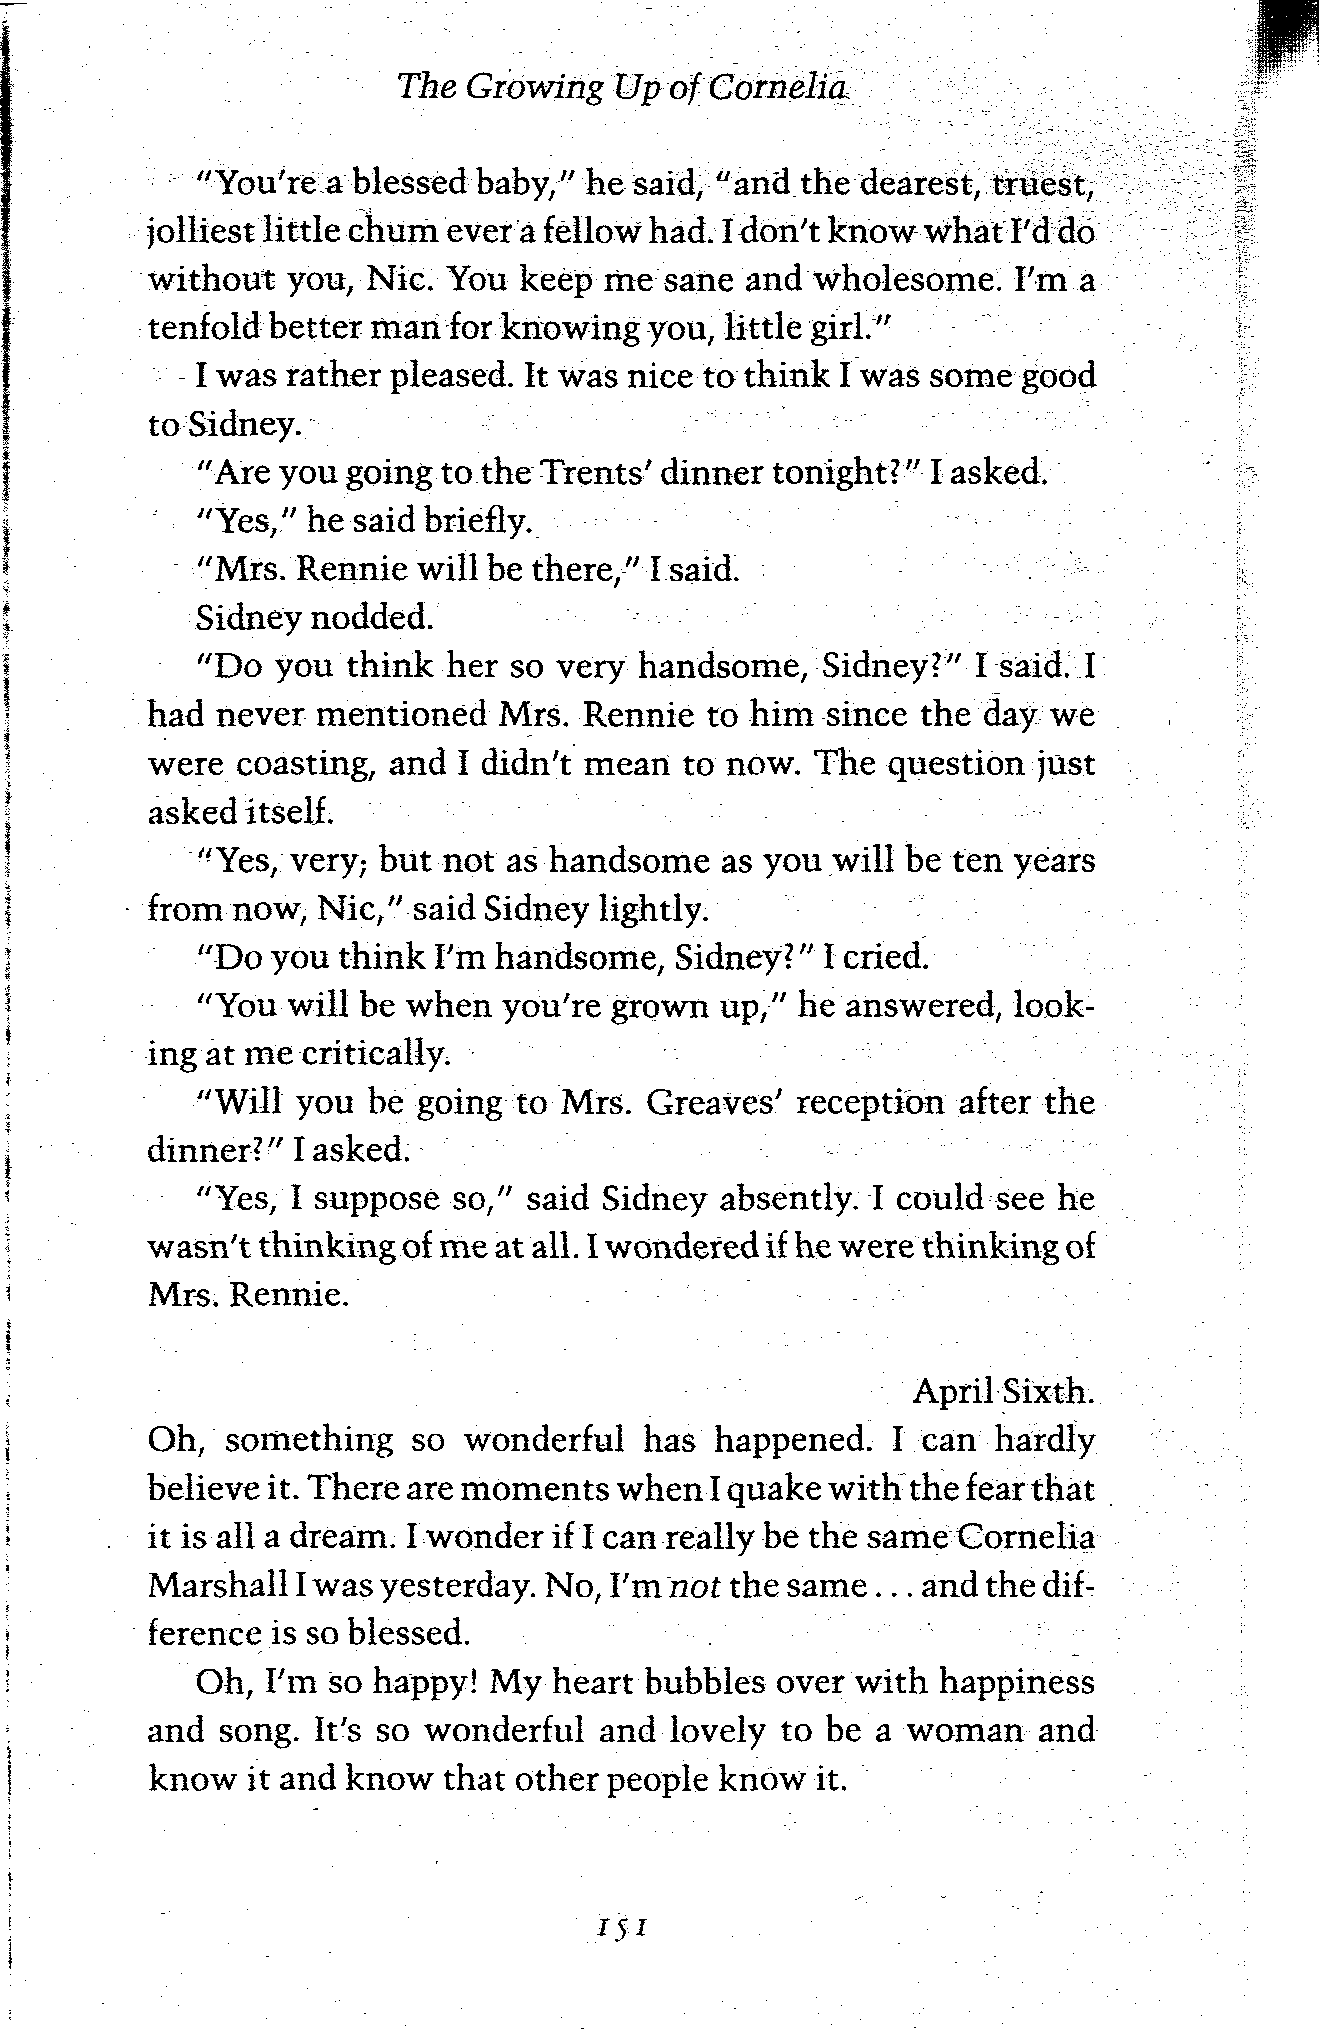 The Growing Up of Cornelia
"You're a blessed baby," he said, "and the dearest, truest,
jolliest little chum ever a fellow had. I don't know what I'd do
without you, Nic. You keep me sane and wholesome. I'm a
tenfold better man for knowing you, little girl."
I was rather pleased. It was nice to think I was some good
to Sidney.
"Are you going to the Trents' dinner tonight?" I asked.
"Yes," he said briefly.
"Mrs. Rennie will be there," I said.
Sidney nodded.
"Do you think her so very handsome, Sidney?" I said. I
had never mentioned Mrs. Rennie to him since the day we
were coasting, and I didn't mean to now. The question just
asked itself.
"Yes, very; but not as handsome as you will be ten years
from now, Nic," said Sidney lightly.
"Do you think I'm handsome, Sidney?" I cried.
"You will be when you're grown up," he answered, look-
ing at me critically.
"Will you be going to Mrs. Greaves' reception after the
dinner?" I asked.
"Yes, I suppose so," said Sidney absently. I could see he
wasn't thinking of me at all. I wondered if he were thinking of
Mrs. Rennie.
April Sixth.
Oh, something so wonderful has happened. I can hardly
believe it. There are moments when I quake with the fear that
it is all a dream. I wonder if I can really be the same Cornelia
Marshall I was yesterday. No, I'm not the same . . . and the dif-
ference is so blessed.
Oh, I'm so happy! My heart bubbles over with happiness
and song. It's so wonderful and lovely to be a woman and
know it and know that other people know it.
151